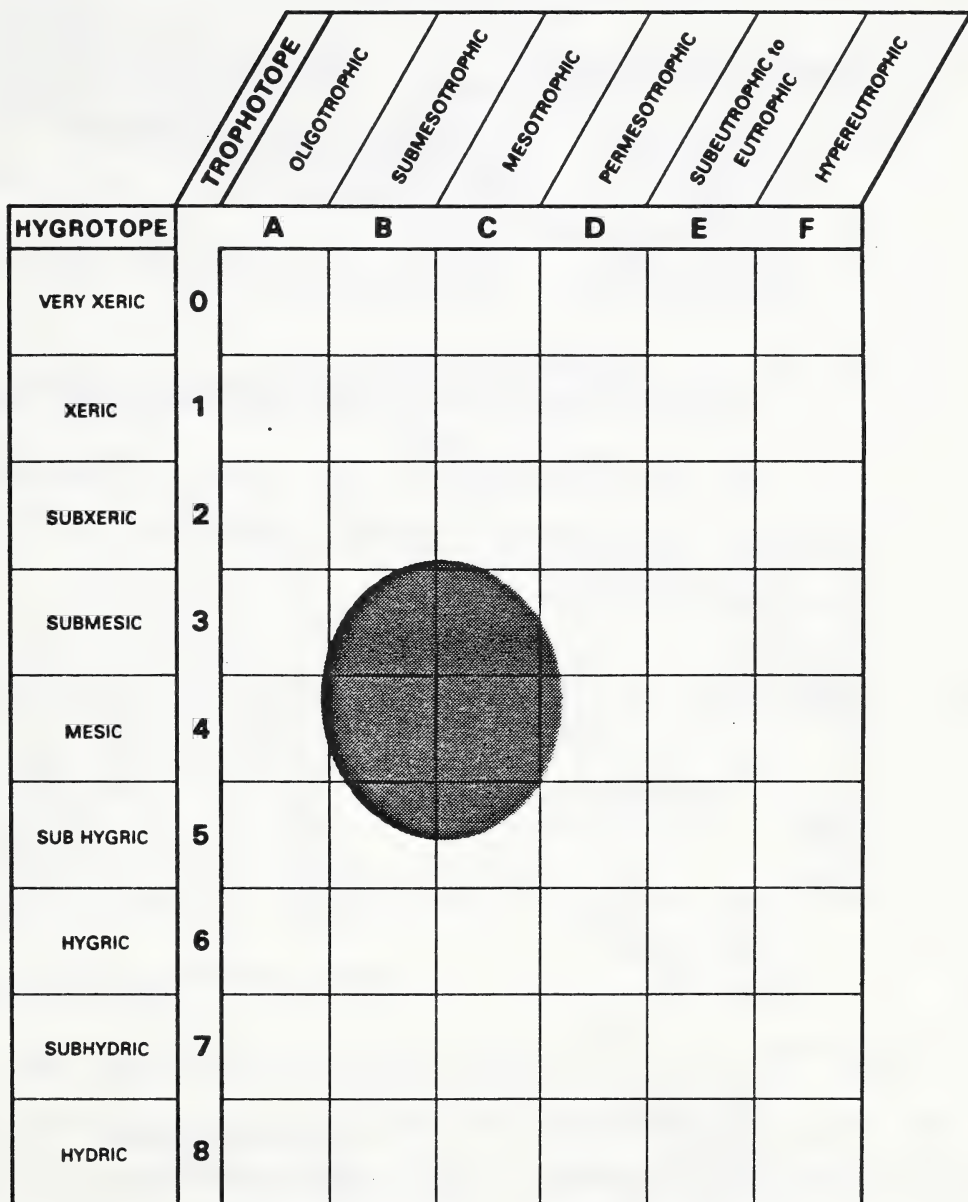 TROPHOTOPE
OLIGOTROPHIC
SUBMESOTROPHIC
MESOTROPHIC
PERMESOTROPHIC
SUBEUTROPHIC to
EUTROPHIC
HYPEREUTROPHIC
HYGROTOPE A B C D E F
VERY XERIC 0
XERIC 1
SUBXERIC 2
SUBMESIC 3
MESIC 4
SUB HYGRIC 5
HYGRIC 6
SUBHYDRIC 7
HYDRIC 8